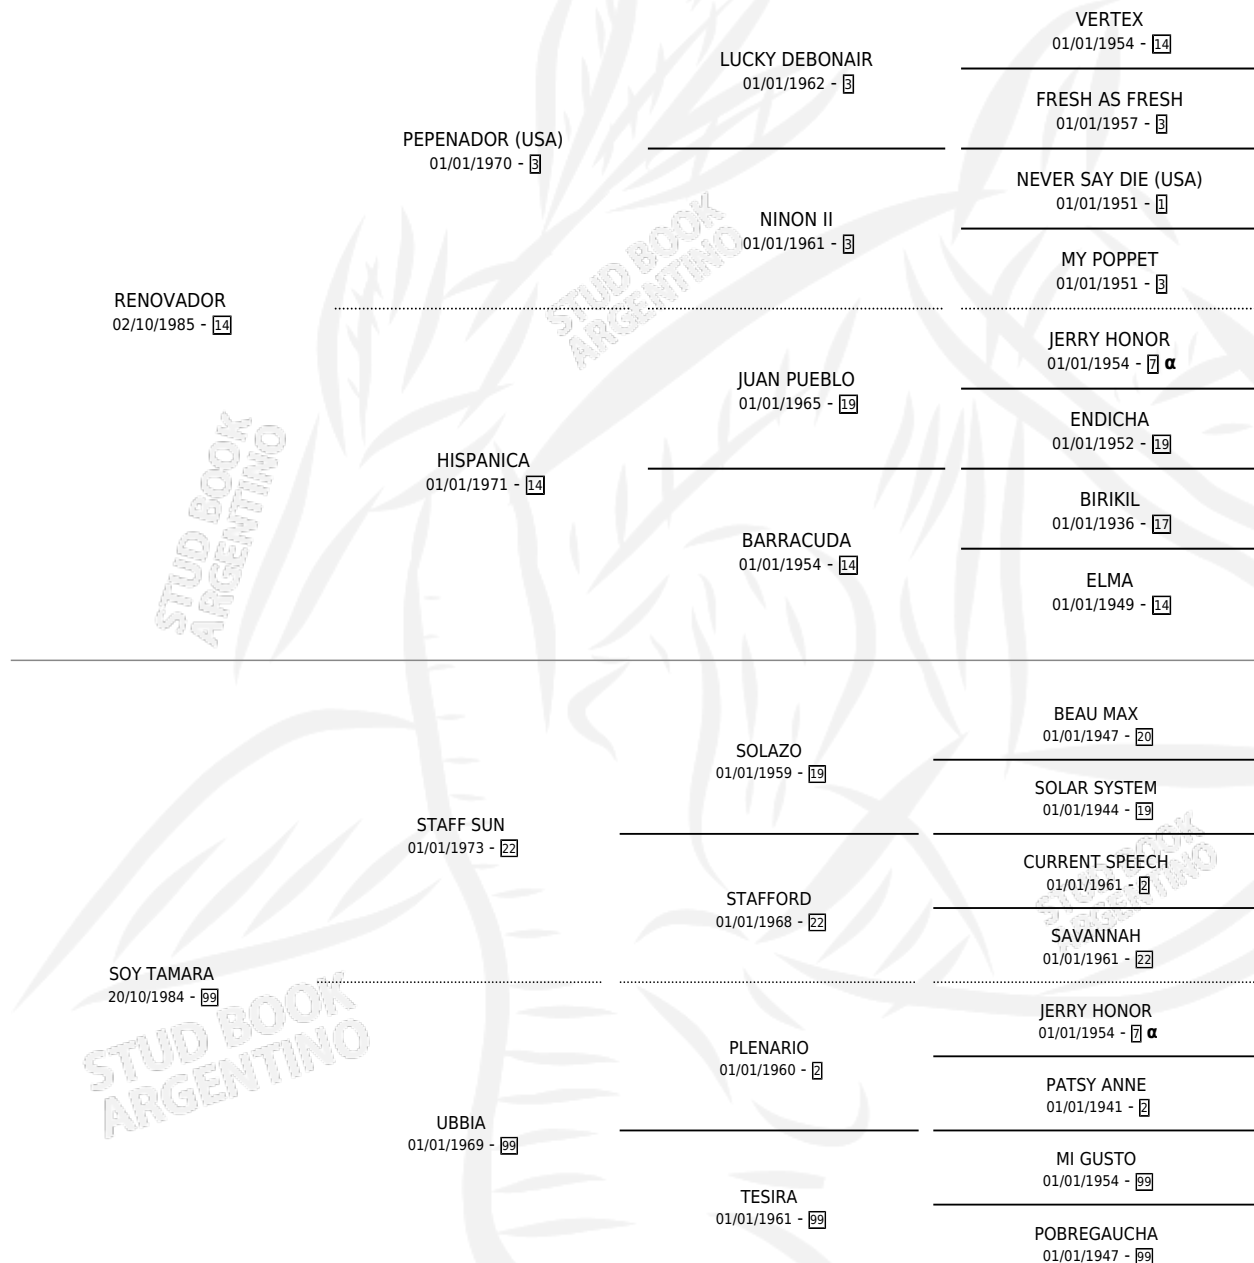 VERTEX
01/01/1954 - 14
LUCKY DEBONAIR
01/01/1962 - 3
FRESH AS FRESH
01/01/1957 - 3
PEPENADOR (USA)
01/01/1970 - 3
NEVER SAY DIE (USA)
01/01/1951 - 1
NINON II
01/01/1961 - 3
MY POPPET
01/01/1951 - 3
RENOVADOR
02/10/1985 - 14
JERRY HONOR
01/01/1954 - 7 α
JUAN PUEBLO
01/01/1965 - 19
ENDICHA
01/01/1952 - 19
HISPANICA
01/01/1971 - 14
BIRIKIL
01/01/1936 - 17
BARRACUDA
01/01/1954 - 14
ELMA
01/01/1949 - 14
BEAU MAX
01/01/1947 - 20
SOLAZO
01/01/1959 - 19
SOLAR SYSTEM
01/01/1944 - 19
STAFF SUN
01/01/1973 - 22
CURRENT SPEECH
01/01/1961 - 2
STAFFORD
01/01/1968 - 22
SAVANNAH
01/01/1961 - 22
SOY TAMARA
20/10/1984 - 99
JERRY HONOR
01/01/1954 - 7 α
PLENARIO
01/01/1960 - 2
PATSY ANNE
01/01/1941 - 2
UBBIA
01/01/1969 - 99
MI GUSTO
01/01/1954 - 99
TESIRA
01/01/1961 - 99
POBREGAUCHA
01/01/1947 - 99
STUD BOOK
ARGENTINO
STUD BOOK
ARGENTINO
STUD BOOK
ARGENTINO
STUD BOOK
ARGENTINO